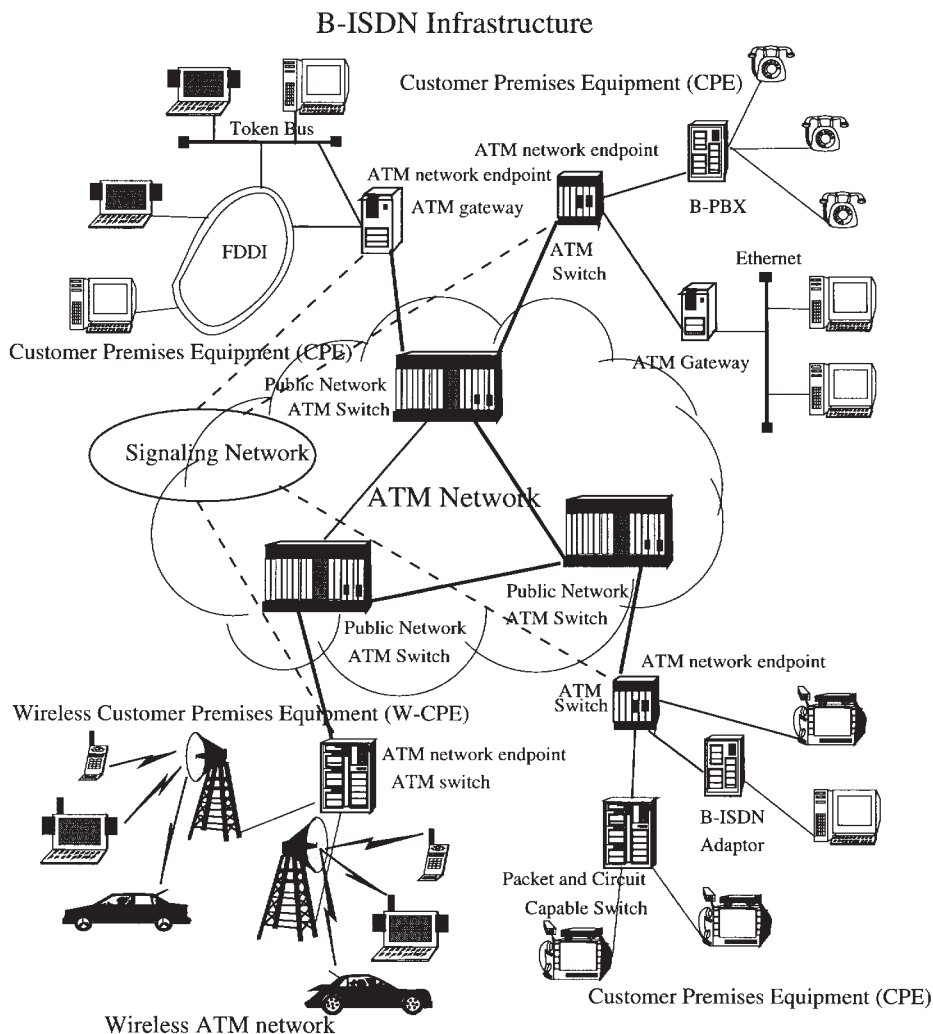 B-ISDN Infrastructure
Customer Premises Equipment (CPE)
Token Bus
ATM network endpoint
ATM network endpoint
ATM gateway
B-PBX
FDDI
ATM
Switch
Ethernet
Customer Premises Equipment (CPE)
ATM Gateway
Public Network
ATM Switch
Signaling Network
ATM Network
Public Network
ATM Switch
Public Network
ATM Switch
ATM network endpoint
ATM
Switch
Wireless Customer Premises Equipment (W-CPE)
ATM network endpoint
ATM switch
B-ISDN
Adaptor
Packet and Circuit
Capable Switch
Customer Premises Equipment (CPE)
Wireless ATM network